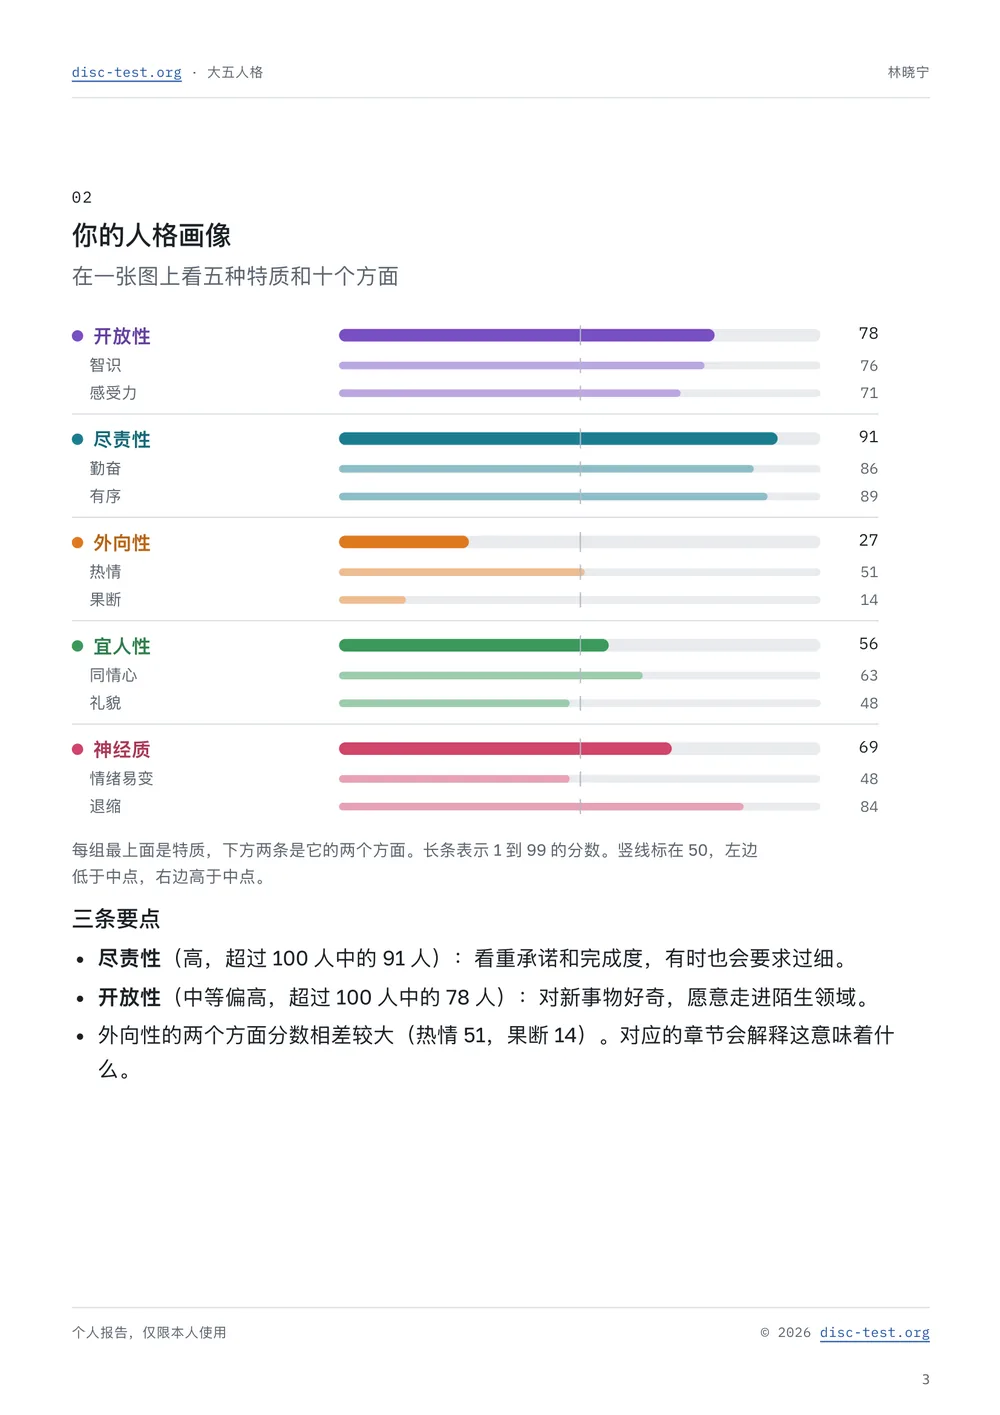 disc-test.org · 大五人格
林晓宁
02
你的人格画像
在一张图上看五种特质和十个方面
开放性 78
智识 76
感受力 71
尽责性 91
勤奋 86
有序 89
外向性 27
热情 51
果断 14
宜人性 56
同情心 63
礼貌 48
神经质 69
情绪易变 48
退缩 84
每组最上面是特质，下方两条是它的两个方面。长条表示 1 到 99 的分数。竖线标在 50，左边
低于中点，右边高于中点。
三条要点
• 尽责性（高，超过 100 人中的 91 人）：看重承诺和完成度，有时也会要求过细。
• 开放性（中等偏高，超过 100 人中的 78 人）：对新事物好奇，愿意走进陌生领域。
• 外向性的两个方面分数相差较大（热情 51，果断 14）。对应的章节会解释这意味着什
么。
个人报告，仅限本人使用
© 2026 disc-test.org
3